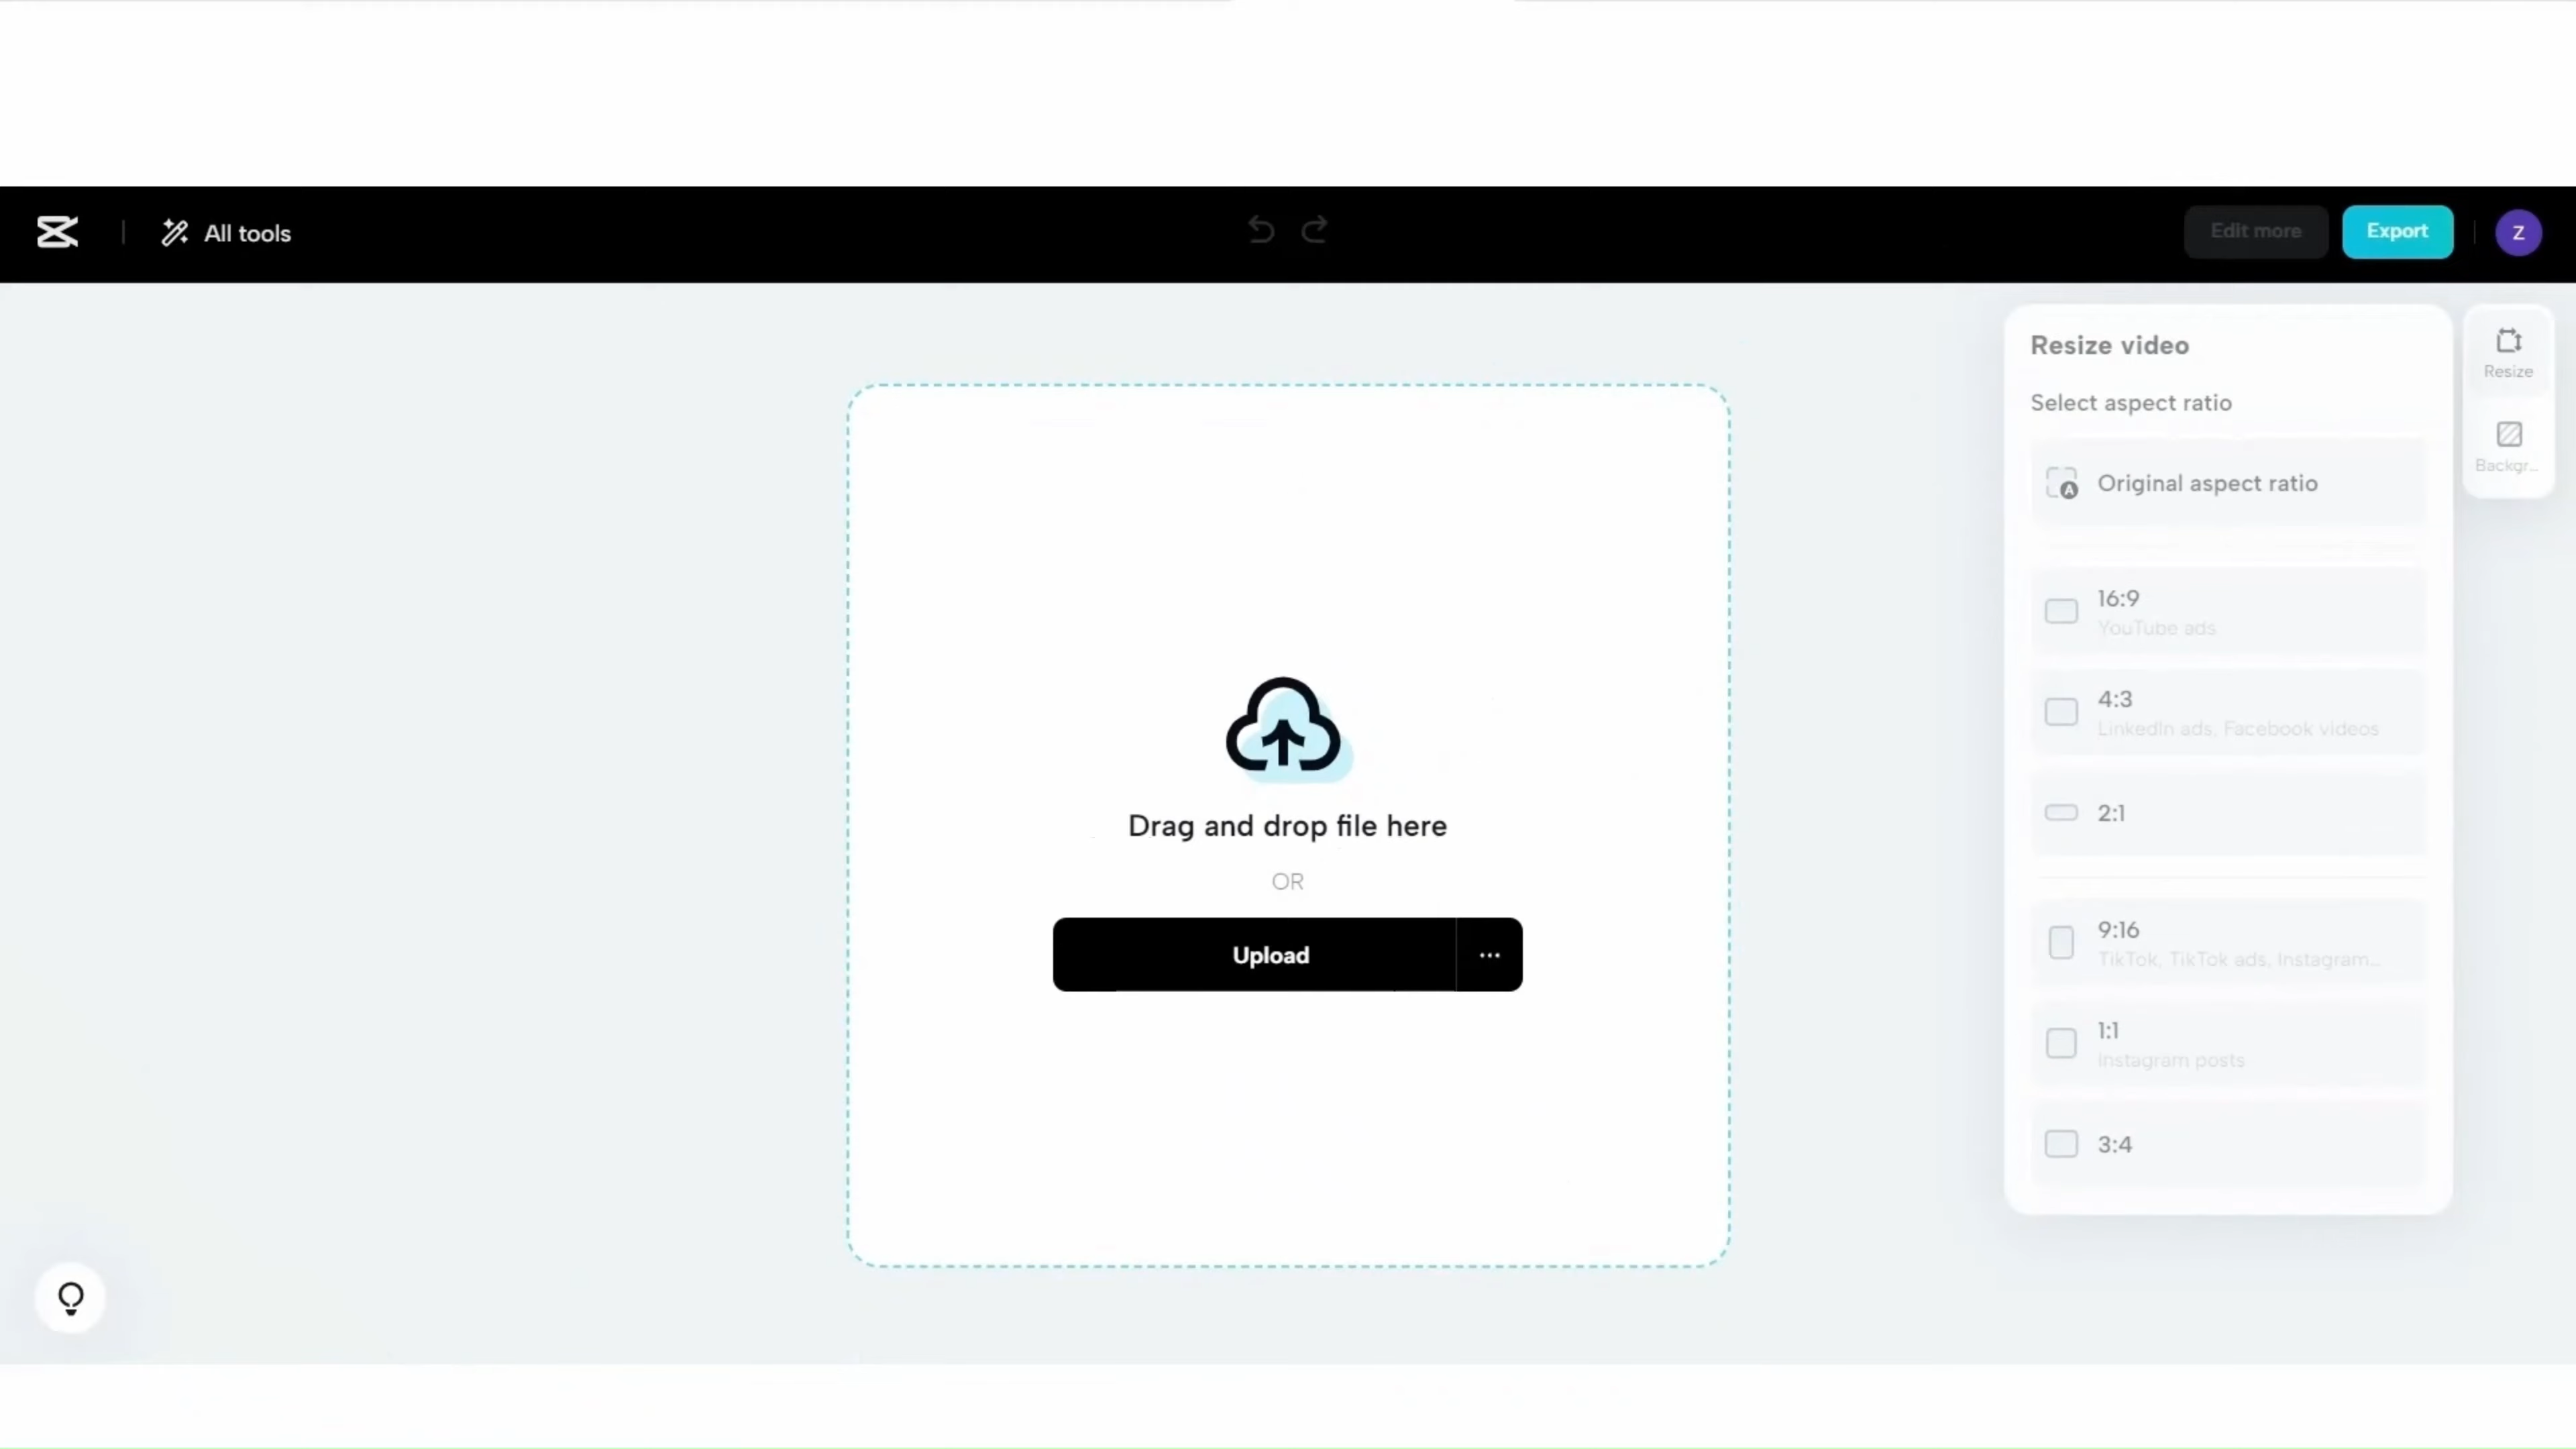 All tools
Edit more
Export
Z
Resize video
Select aspect ratio
Original aspect ratio
16:9
YouTube ads
4:3
LinkedIn ads, Facebook videos
2:1
9:16
TikTok, TikTok ads, Instagram...
1:1
Instagram posts
3:4
Resize
Backgr...
Drag and drop file here
OR
Upload